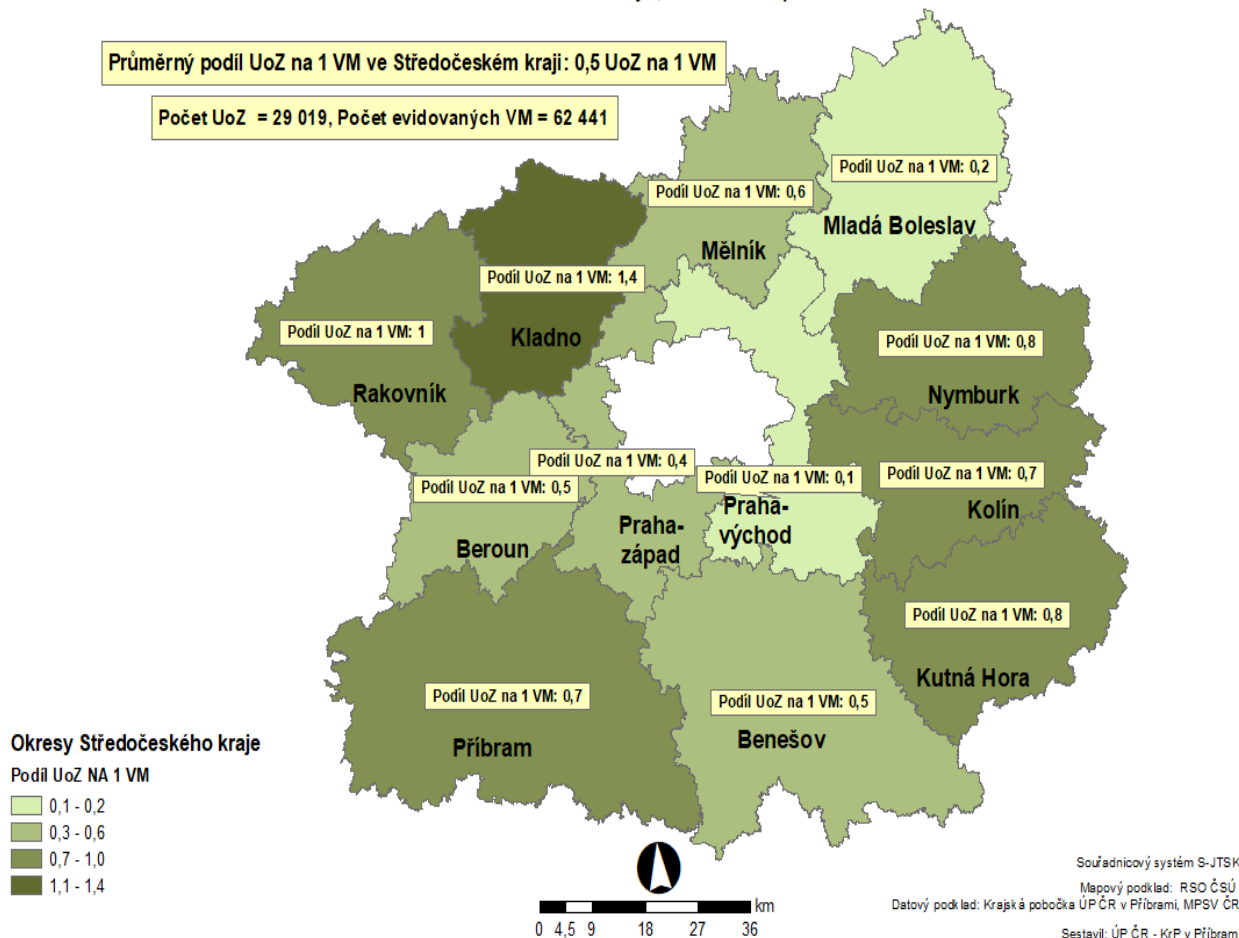 Průměrný podíl UoZ na 1 VM ve Středočeském kraji: 0,5 UoZ na 1 VM
Počet UoZ = 29 019, Počet evidovaných VM = 62 441
Podíl UoZ na 1 VM: 0,2
Mladá Boleslav
Podíl UoZ na 1 VM: 0,6
Mělník
Podíl UoZ na 1 VM: 1,4
Kladno
Podíl UoZ na 1 VM: 1
Rakovník
Podíl UoZ na 1 VM: 0,8
Nymburk
Podíl UoZ na 1 VM: 0,4
Praha-
západ
Podíl UoZ na 1 VM: 0,5
Beroun
Podíl UoZ na 1 VM: 0,1
Praha-
východ
Podíl UoZ na 1 VM: 0,7
Kolín
Podíl UoZ na 1 VM: 0,8
Kutná Hora
Podíl UoZ na 1 VM: 0,7
Příbram
Podíl UoZ na 1 VM: 0,5
Benešov
Okresy Středočeského kraje
Podíl UoZ NA 1 VM
0,1 - 0,2
0,3 - 0,6
0,7 - 1,0
1,1 - 1,4
km
0 4,5 9 18 27 36
Souřadnicový systém S-JTSK
Mapový podklad: RSO ČSÚ
Datový podklad: Krajská pobočka ÚP ČR v Příbrami, MPSV ČR
Sestavil: ÚP ČR - KrP v Příbram